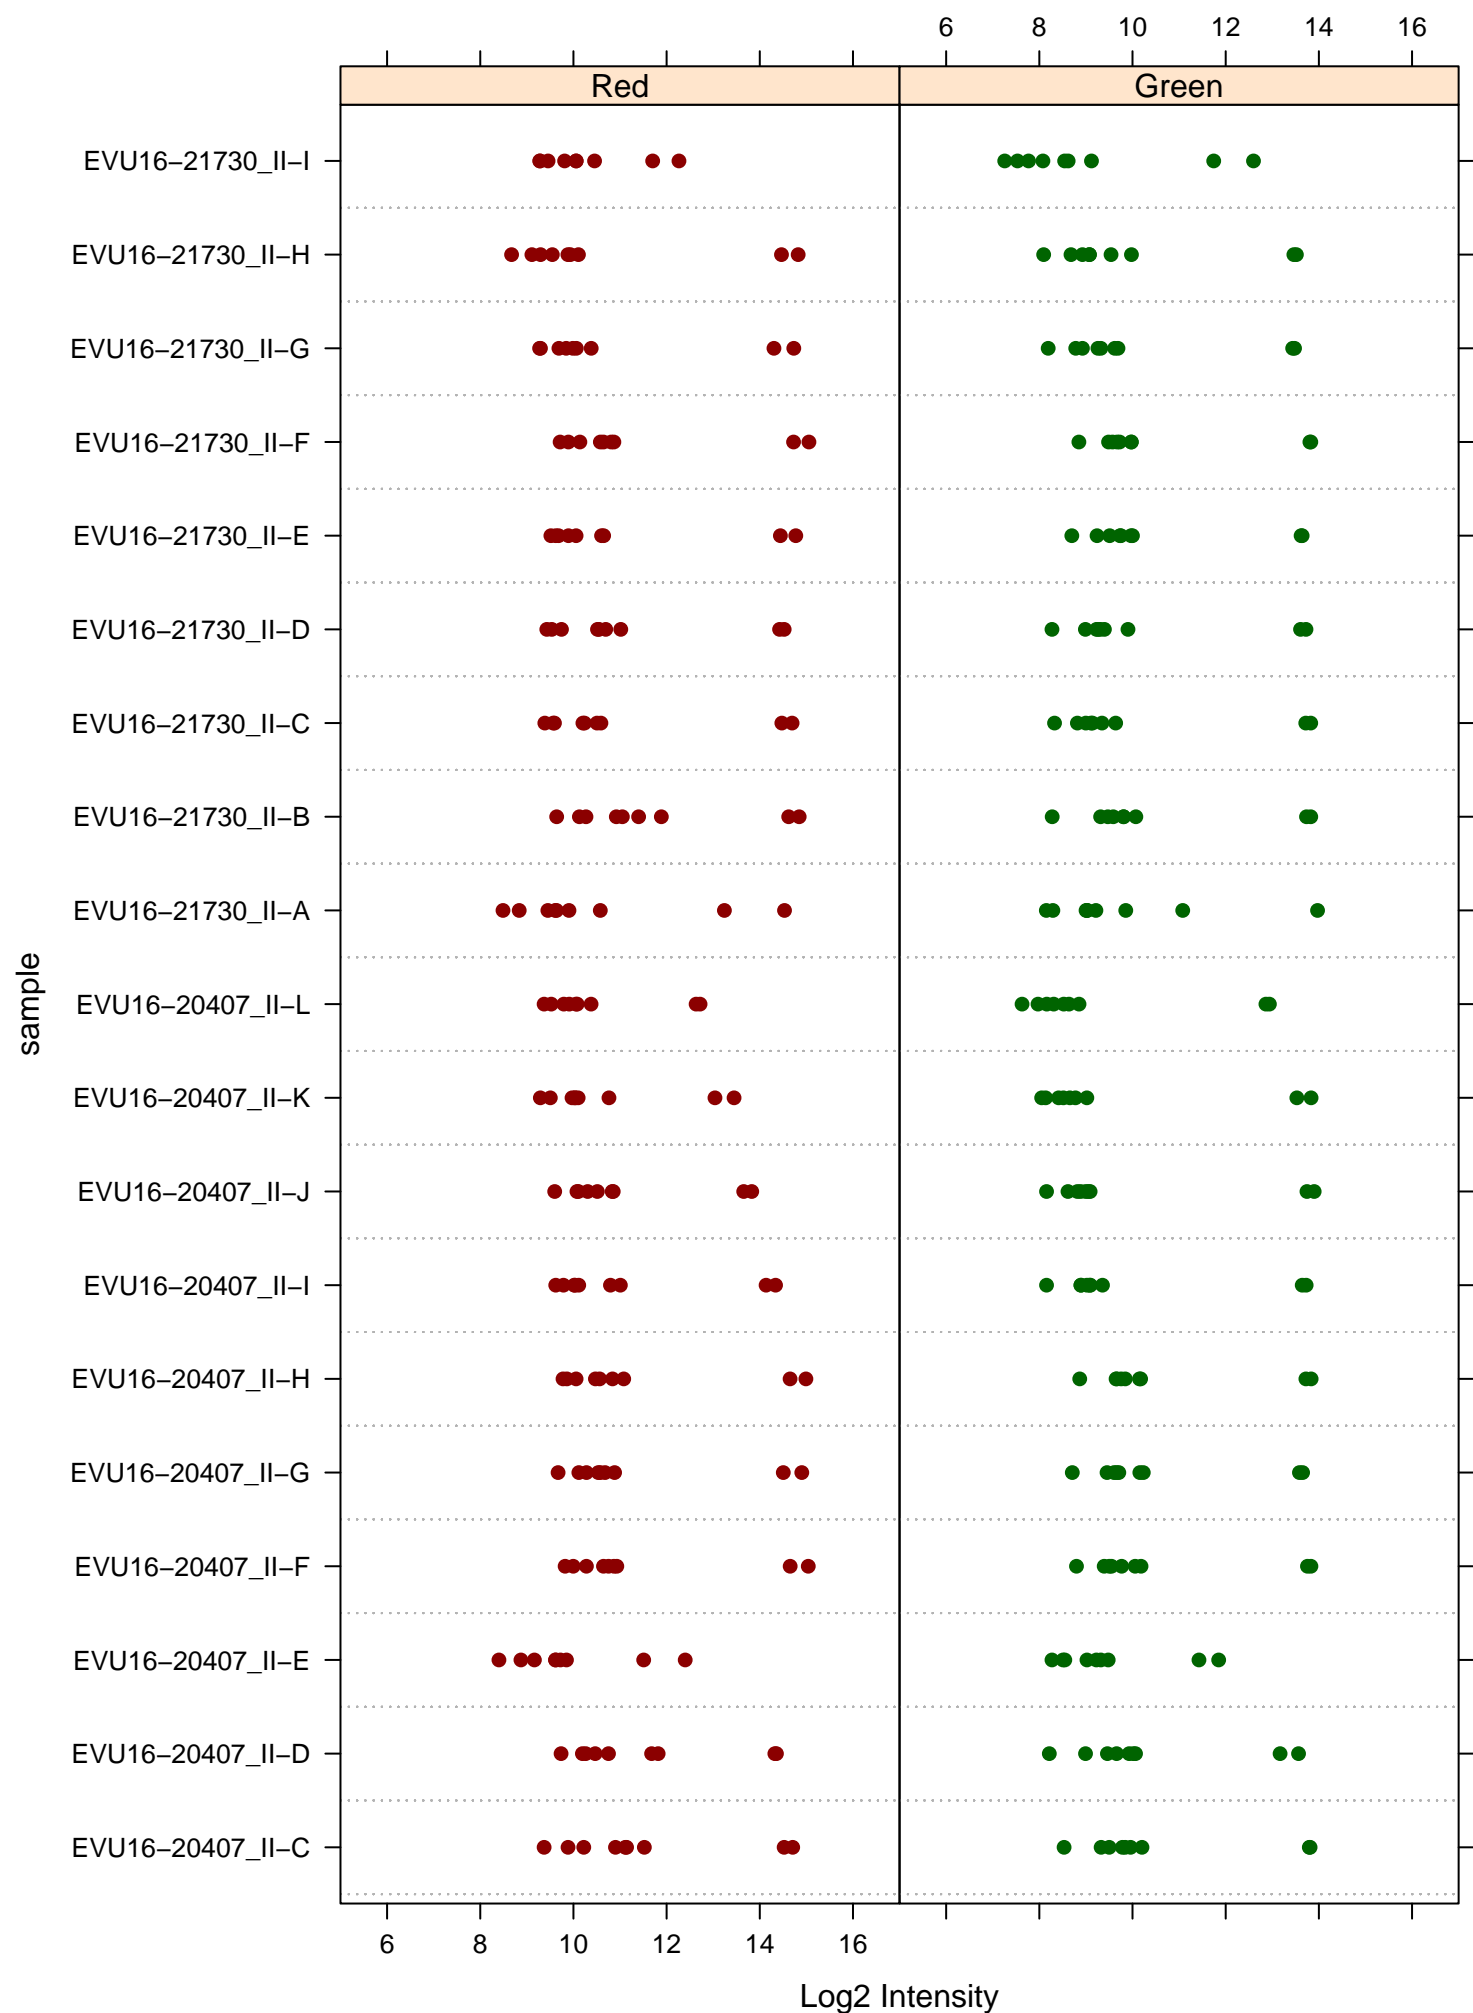 6 8 10 12 14 16
Red Green
EVU16−21730_II−I
EVU16−21730_II−H
EVU16−21730_II−G
EVU16−21730_II−F
EVU16−21730_II−E
EVU16−21730_II−D
EVU16−21730_II−C
EVU16−21730_II−B
EVU16−21730_II−A
sample
EVU16−20407_II−L
EVU16−20407_II−K
EVU16−20407_II−J
EVU16−20407_II−I
EVU16−20407_II−H
EVU16−20407_II−G
EVU16−20407_II−F
EVU16−20407_II−E
EVU16−20407_II−D
EVU16−20407_II−C
6 8 10 12 14 16
Log2 Intensity